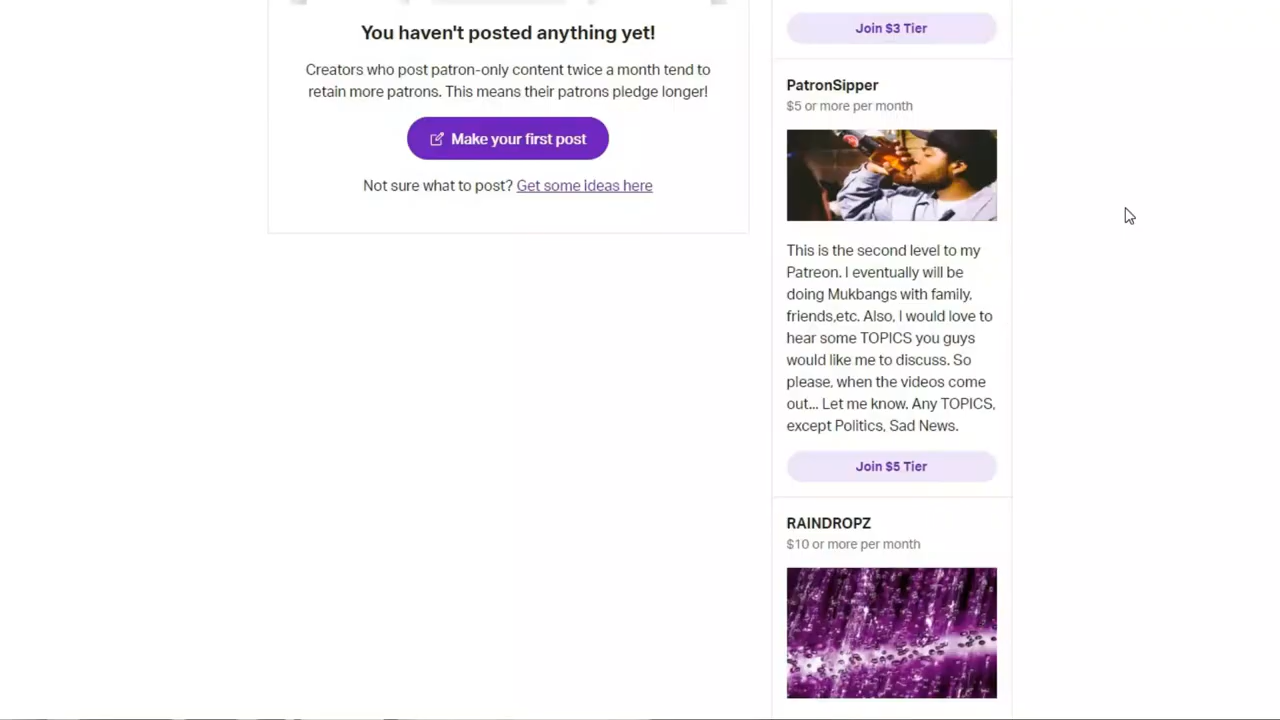 You haven't posted anything yet!
Creators who post patron-only content twice a month tend to
retain more patrons. This means their patrons pledge longer!
Make your first post
Not sure what to post? Get some ideas here
Join $3 Tier
PatronSipper
$5 or more per month
This is the second level to my
Patreon. I eventually will be
doing Mukbangs with family,
friends,etc. Also, I would love to
hear some TOPICS you guys
would like me to discuss. So
please, when the videos come
out... Let me know. Any TOPICS,
except Politics, Sad News.
Join $5 Tier
RAINDROPZ
$10 or more per month